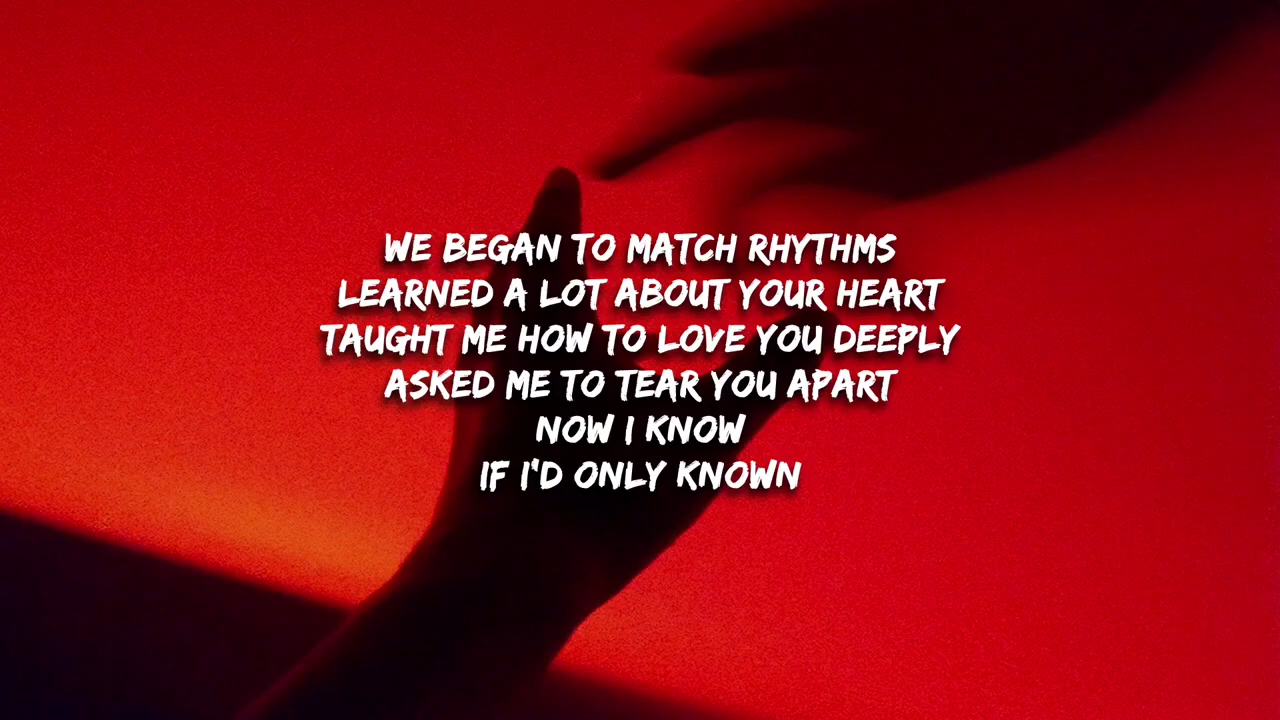 WE BEGAN TO MATCH RHYTHMS
LEARNED A LOT ABOUT YOUR HEART
TAUGHT ME HOW TO LOVE YOU DEEPLY
ASKED ME TO TEAR YOU APART
NOW I KNOW
IF I'D ONLY KNOWN